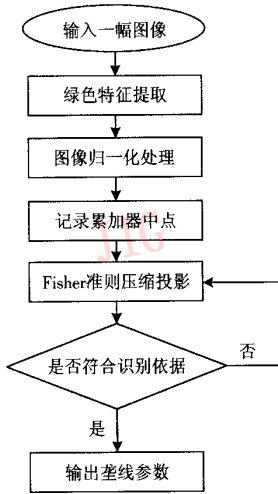 输入一幅图像
绿色特征提取
图像归一化处理
记录累加器中点
JIG
Fisher准则压缩投影
是否符合识别依据
否
是
输出垄线参数